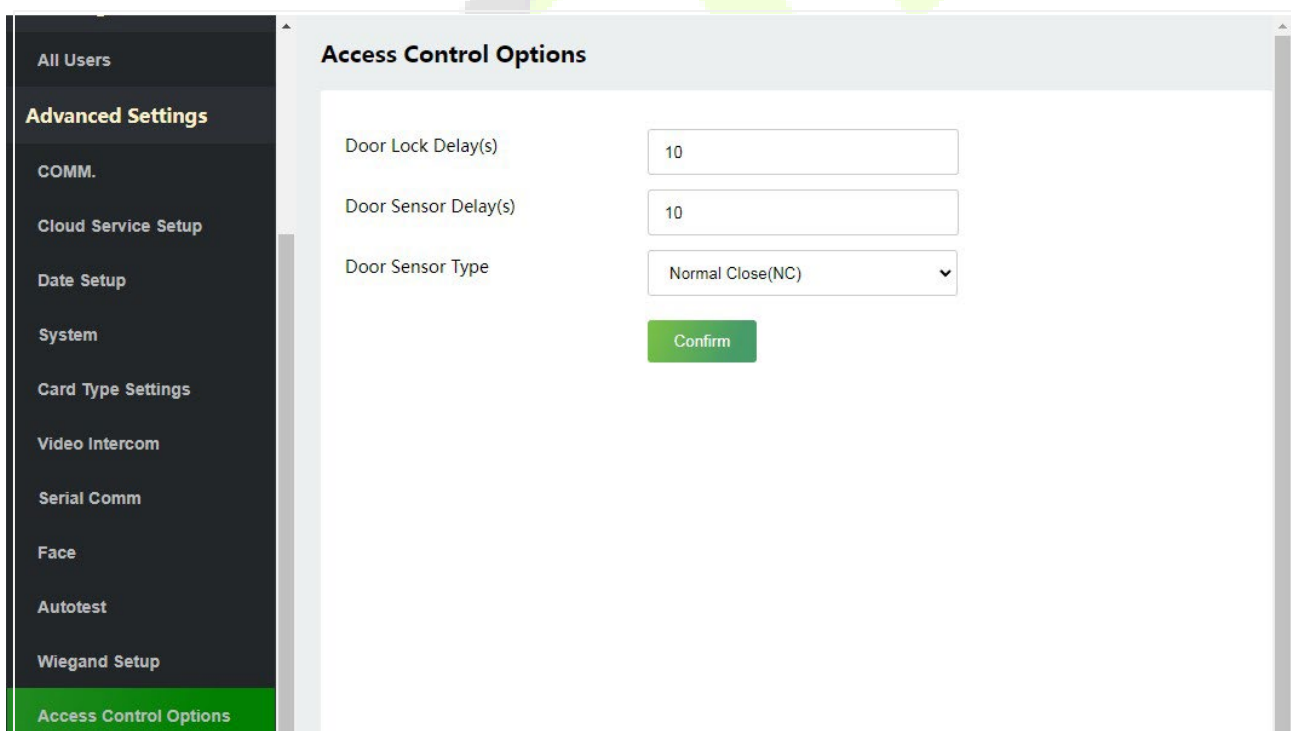 All Users
Advanced Settings
COMM.
Cloud Service Setup
Date Setup
System
Card Type Settings
Video Intercom
Serial Comm
Face
Autotest
Wiegand Setup
Access Control Options
Access Control Options
Door Lock Delay(s)
10
Door Sensor Delay(s)
10
Door Sensor Type
Normal Close(NC)
Confirm